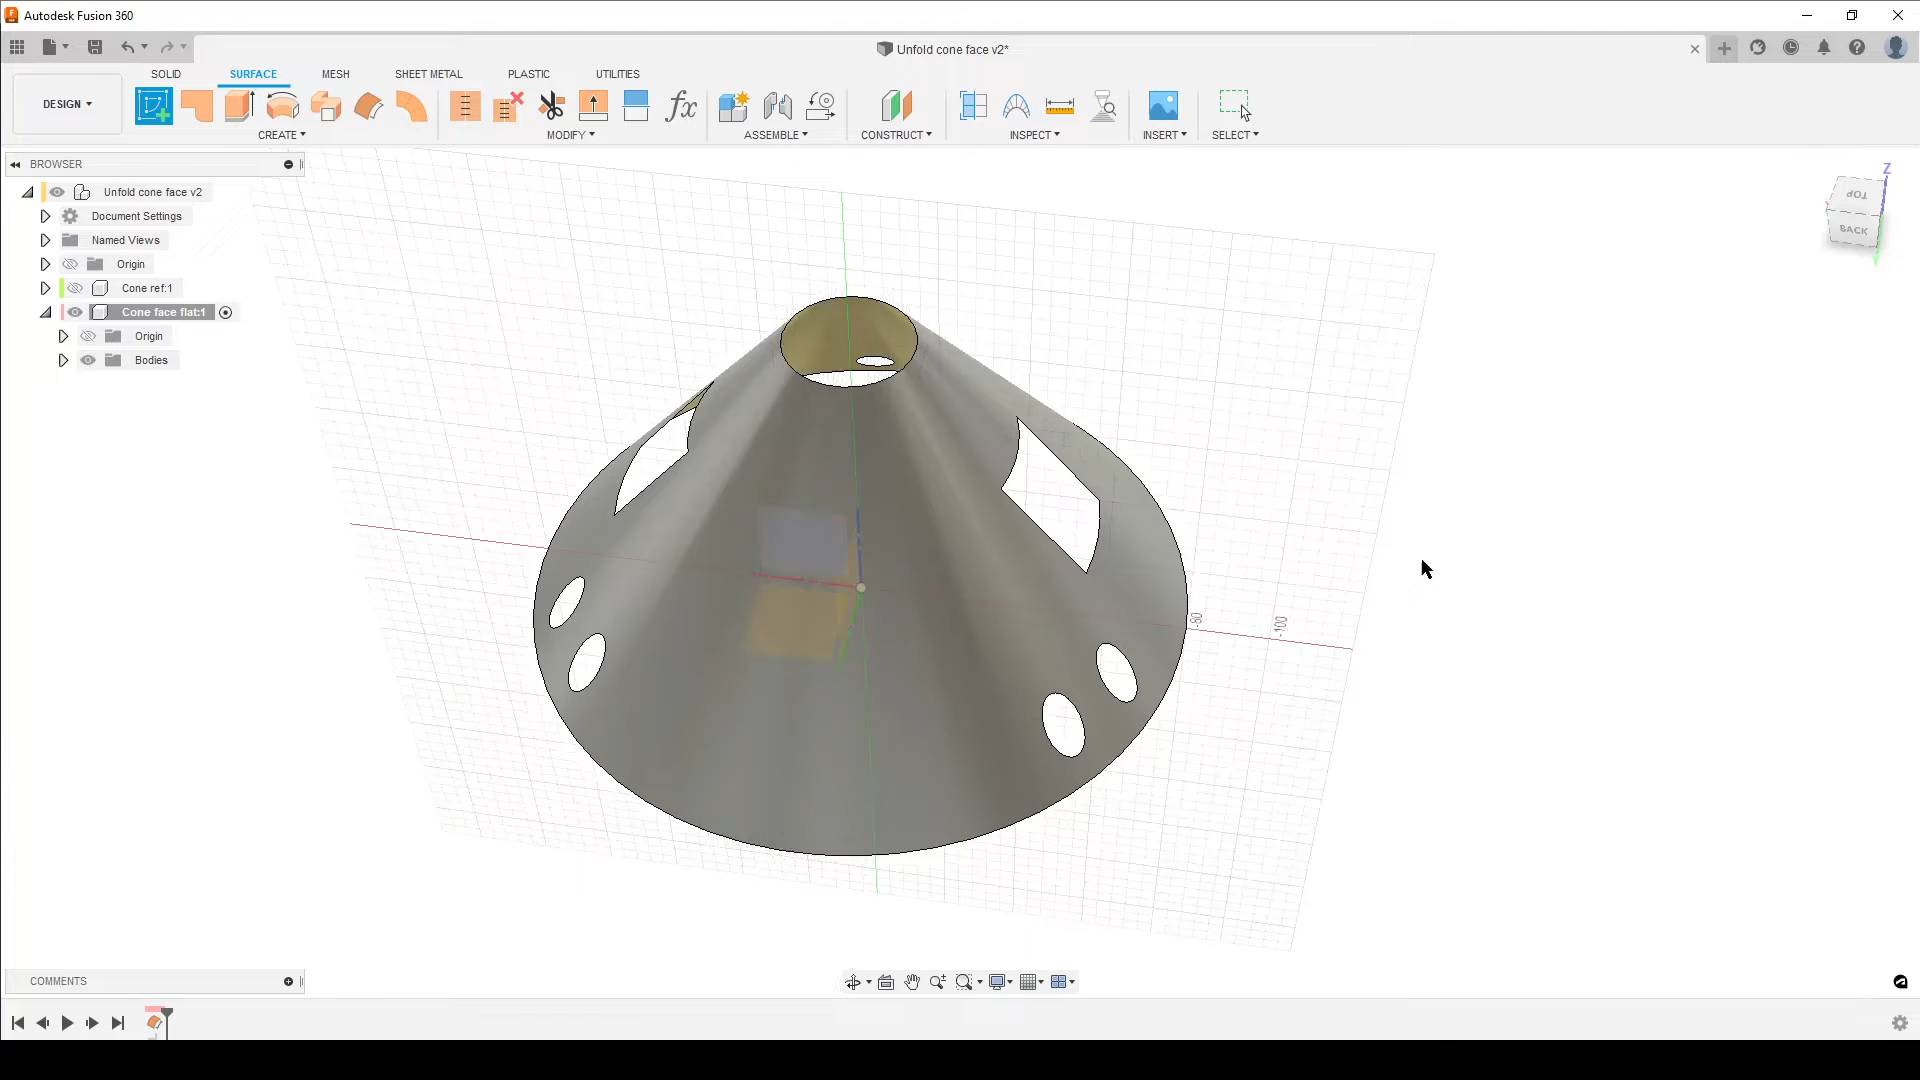 Autodesk Fusion 360
Unfold cone face v2*
SOLID SURFACE MESH SHEET METAL PLASTIC UTILITIES
DESIGN
CREATE MODIFY ASSEMBLE CONSTRUCT INSPECT INSERT SELECT
BROWSER
Unfold cone face v2
Document Settings
Named Views
Origin
Cone ref:1
Cone face flat:1
Origin
Bodies
Z
TOP
BACK
Y
-80
-100
COMMENTS